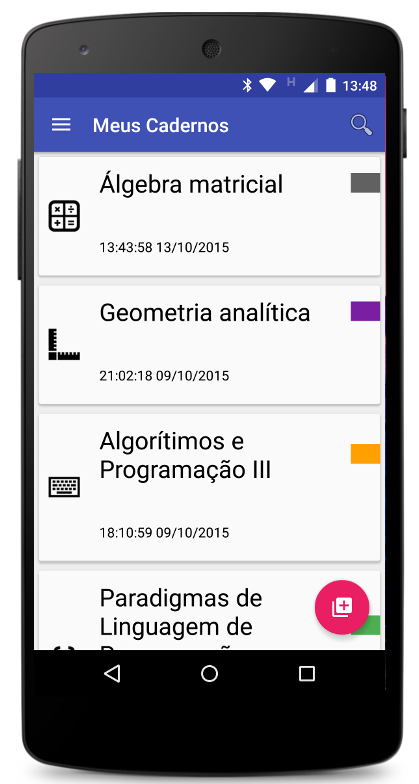 H
13:48
Meus Cadernos
Álgebra matricial
13:43:58 13/10/2015
Geometria analítica
21:02:18 09/10/2015
Algorítimos e
Programação III
18:10:59 09/10/2015
Paradigmas de
Linguagem de